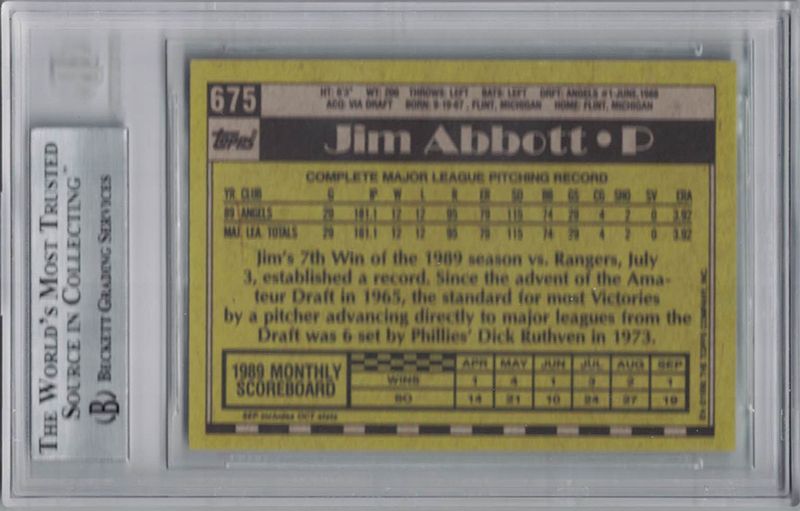 THE WORLD'S MOST TRUSTED
SOURCE IN COLLECTING™
BECKETT GRADING SERVICES
675
HT: 6'3" WT: 200 THROWS: LEFT BATS: LEFT DRFT: ANGELS #1-JUNE, 1988
ACQ: VIA DRAFT BORN: 9-19-67, FLINT, MICHIGAN HOME: FLINT, MICHIGAN
Topps
Jim Abbott • P
COMPLETE MAJOR LEAGUE PITCHING RECORD
YR CLUB G IP W L R ER SO BB GS CG SHO SV ERA
89 ANGELS 29 181.1 12 12 95 79 115 74 29 4 2 0 3.92
MAJ. LEA. TOTALS 29 181.1 12 12 95 79 115 74 29 4 2 0 3.92
Jim's 7th Win of the 1989 season vs. Rangers, July
3, established a record. Since the advent of the Ama-
teur Draft in 1965, the standard for most Victories
by a pitcher advancing directly to major leagues from the
Draft was 6 set by Phillies' Dick Ruthven in 1973.
1989 MONTHLY
SCOREBOARD
APR MAY JUN JUL AUG SEP
WINS 1 4 1 3 2 1
SO 14 21 10 24 27 19
SEP includes OCT stats
THE TOPPS COMPANY, INC.